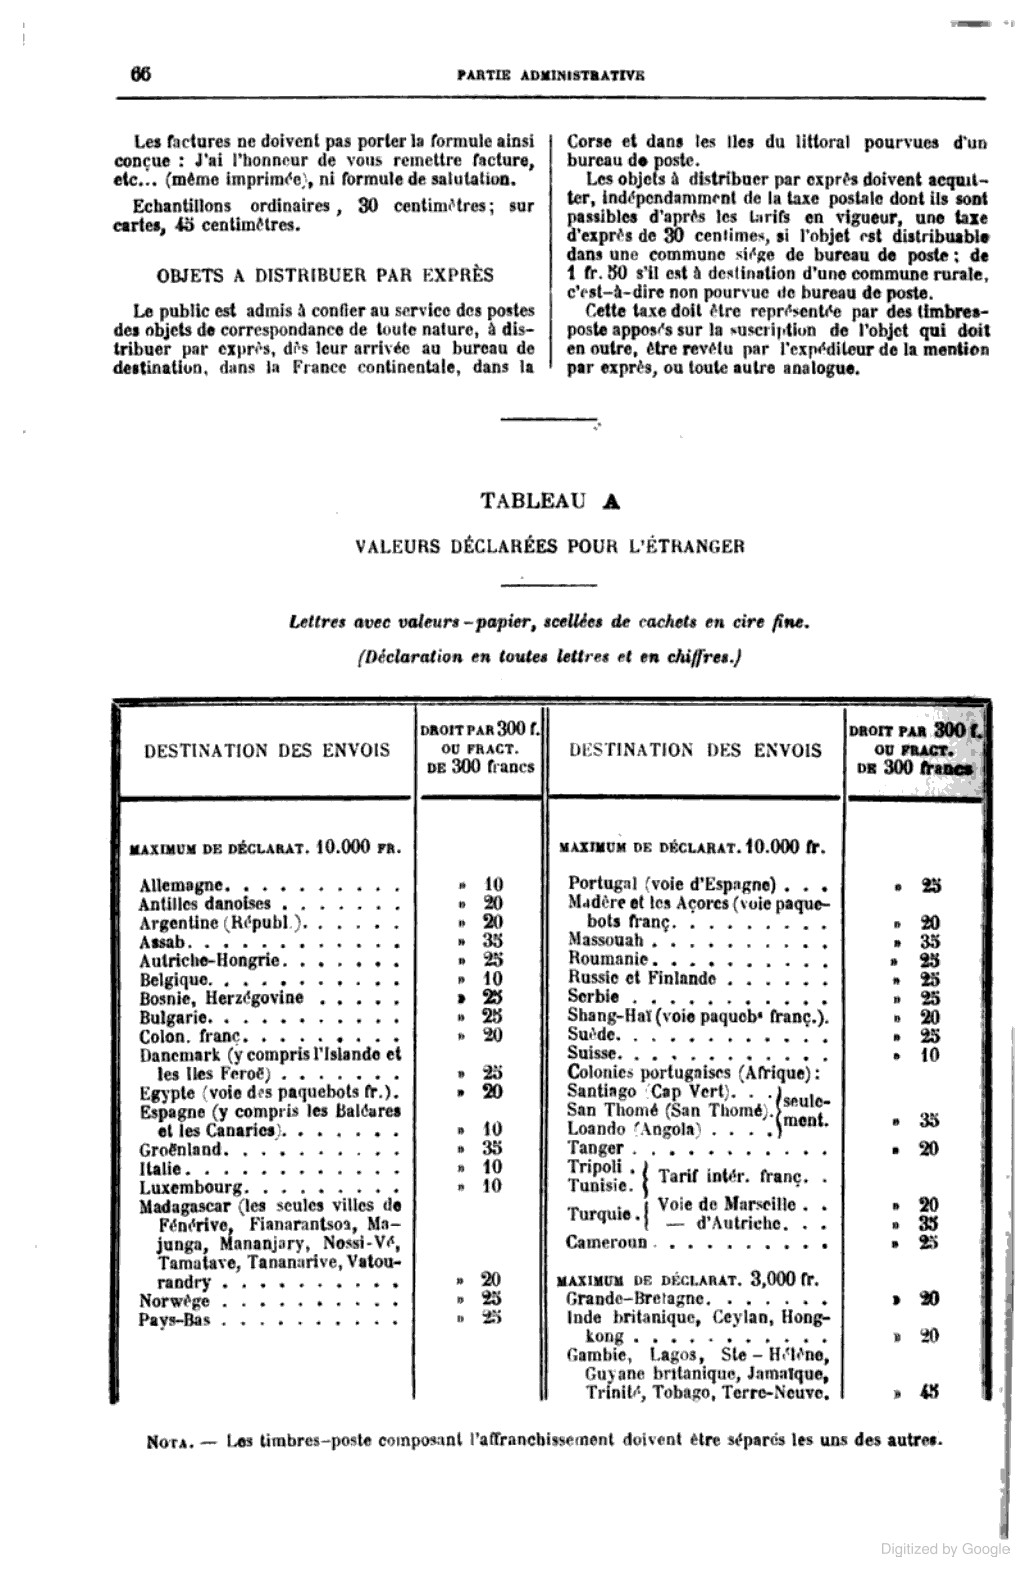 66
PARTIE ADMINISTRATIVE
Les factures ne doivent pas porter la formule ainsi
conçue : J'ai l'honneur de vous remettre facture,
etc... (même imprimée), ni formule de salutation.
Echantillons ordinaires, 30 centimètres; sur
cartes, 45 centimètres.
OBJETS A DISTRIBUER PAR EXPRÈS
Le public est admis à confier au service des postes
des objets de correspondance de toute nature, à dis-
tribuer par exprès, dès leur arrivée au bureau de
destination, dans la France continentale, dans la
Corse et dans les Iles du littoral pourvues d'un
bureau de poste.
Les objets à distribuer par exprès doivent acquit-
ter, indépendamment de la taxe postale dont ils sont
passibles d'après les tarifs en vigueur, une taxe
d'exprès de 30 centimes, si l'objet est distribuable
dans une commune siége de bureau de poste; de
1 fr. 50 s'il est à destination d'une commune rurale,
c'est-à-dire non pourvue de bureau de poste.
Cette taxe doit être représentée par des timbres-
poste apposés sur la suscription de l'objet qui doit
en outre, être revêtu par l'expéditeur de la mention
par exprès, ou toute autre analogue.
TABLEAU A
VALEURS DÉCLARÉES POUR L'ÉTRANGER
Lettres avec valeurs-papier, scellées de cachets en cire fine.
(Déclaration en toutes lettres et en chiffres.)
DESTINATION DES ENVOIS
DROIT PAR 300 f.
OU FRACT.
DE 300 francs
MAXIMUM DE DÉCLARAT. 10.000 FR.
Allemagne. . . . . . . . . . » 10
Antilles danoises . . . . . . . » 20
Argentine (Républ.). . . . . . » 20
Assab. . . . . . . . . . . . » 35
Autriche-Hongrie. . . . . . . » 25
Belgique. . . . . . . . . . . » 10
Bosnie, Herzégovine . . . . . » 25
Bulgarie. . . . . . . . . . . » 25
Colon. franç. . . . . . . . . » 20
Danemark (y compris l'Islande et
les Iles Feroë) . . . . . . . » 25
Egypte (voie des paquebots fr.). » 20
Espagne (y compris les Baléares
et les Canaries). . . . . . . » 10
Groënland. . . . . . . . . . » 35
Italie. . . . . . . . . . . . » 10
Luxembourg. . . . . . . . . » 10
Madagascar (les seules villes de
Fénérive, Fianarantsoa, Ma-
junga, Mananjary, Nossi-Vé,
Tamatave, Tananarive, Vatou-
randry . . . . . . . . . . » 20
Norwège . . . . . . . . . . » 25
Pays-Bas . . . . . . . . . . » 25
DESTINATION DES ENVOIS
DROIT PAR 300 f.
OU FRACT.
DE 300 francs
MAXIMUM DE DÉCLARAT. 10.000 fr.
Portugal (voie d'Espagne) . . . » 25
Madère et les Açores (voie paque-
bots franç. . . . . . . . . » 20
Massouah . . . . . . . . . . » 35
Roumanie. . . . . . . . . . » 25
Russie et Finlande . . . . . . » 25
Serbie . . . . . . . . . . . » 25
Shang-Haï (voie paquebˢ franç.). » 20
Suède. . . . . . . . . . . . » 25
Suisse. . . . . . . . . . . . » 10
Colonies portugaises (Afrique) :
Santiago (Cap Vert). . . } seule-
San Thomé (San Thomé). } ment. » 35
Loando (Angola) . . . . }
Tanger . . . . . . . . . . . » 20
Tripoli . } Tarif intér. franç. . .
Tunisie. }
Turquie . { Voie de Marseille . . » 20
— d'Autriche. . . » 35
Cameroun . . . . . . . . . . » 25
MAXIMUM DE DÉCLARAT. 3,000 fr.
Grande-Bretagne. . . . . . . » 20
Inde britanique, Ceylan, Hong-
kong . . . . . . . . . . . » 20
Gambie, Lagos, Ste-Hélène,
Guyane britanique, Jamaïque,
Trinité, Tobago, Terre-Neuve. » 45
NOTA. — Les timbres-poste composant l'affranchissement doivent être séparés les uns des autres.
Digitized by Google